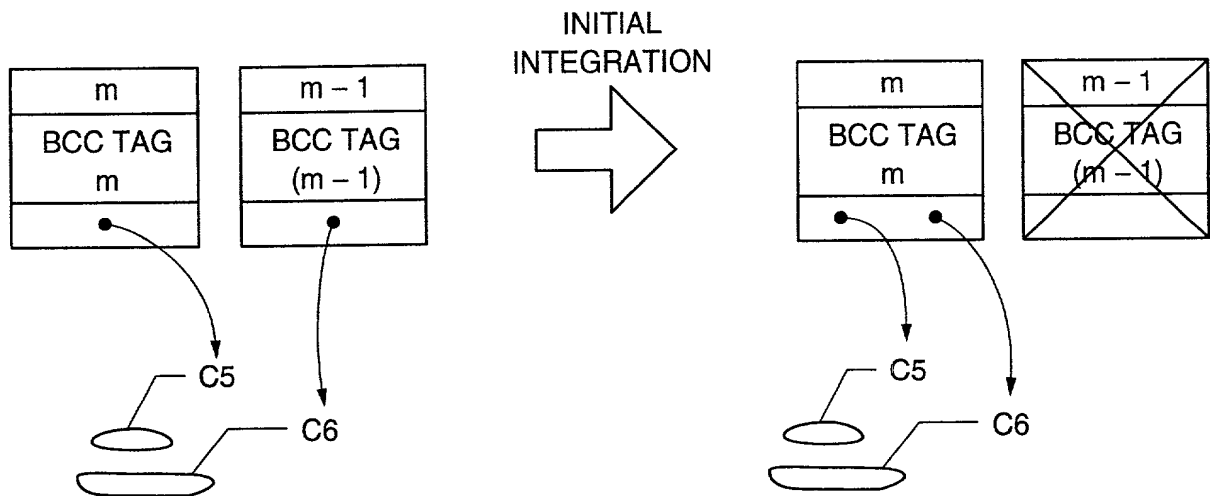 INITIAL
INTEGRATION
m
BCC TAG
m
m – 1
BCC TAG
(m – 1)
C5
C6
m
BCC TAG
m
m – 1
BCC TAG
(m – 1)
C5
C6